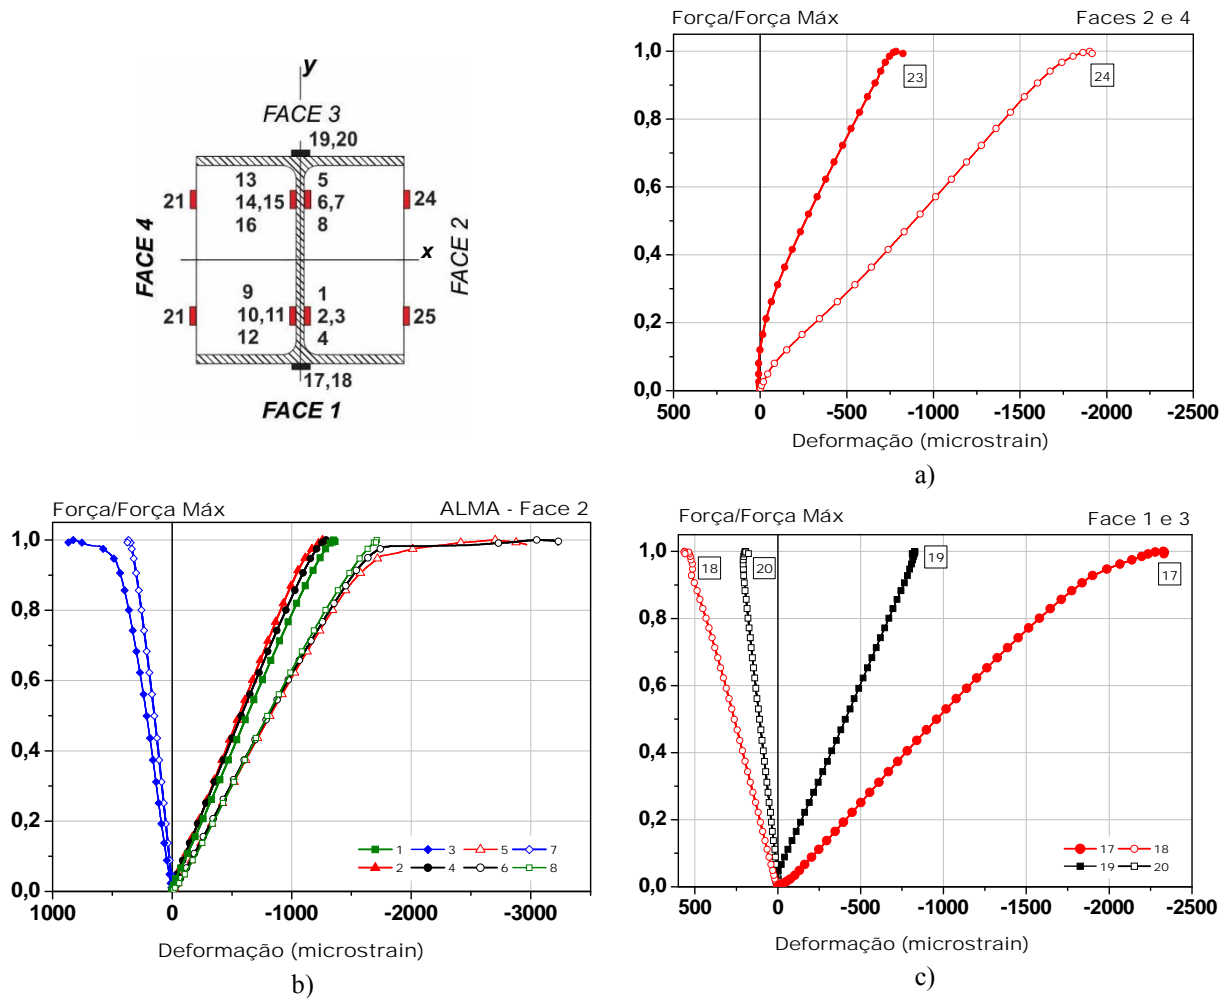 y
FACE 3
19,20
13
5
21
14,15
6,7
24
16
8
FACE 4
x
FACE 2
9
1
21
10,11
2,3
25
12
4
17,18
FACE 1
Força/Força Máx
Faces 2 e 4
1,0
0,8
0,6
0,4
0,2
0,0
23
24
500 0 -500 -1000 -1500 -2000 -2500
Deformação (microstrain)
a)
Força/Força Máx
ALMA - Face 2
1,0
0,8
0,6
0,4
0,2
0,0
1 3 5 7
2 4 6 8
1000 0 -1000 -2000 -3000
Deformação (microstrain)
b)
Força/Força Máx
Face 1 e 3
1,0
0,8
0,6
0,4
0,2
0,0
18
20
19
17
17 18
19 20
500 0 -500 -1000 -1500 -2000 -2500
Deformação (microstrain)
c)